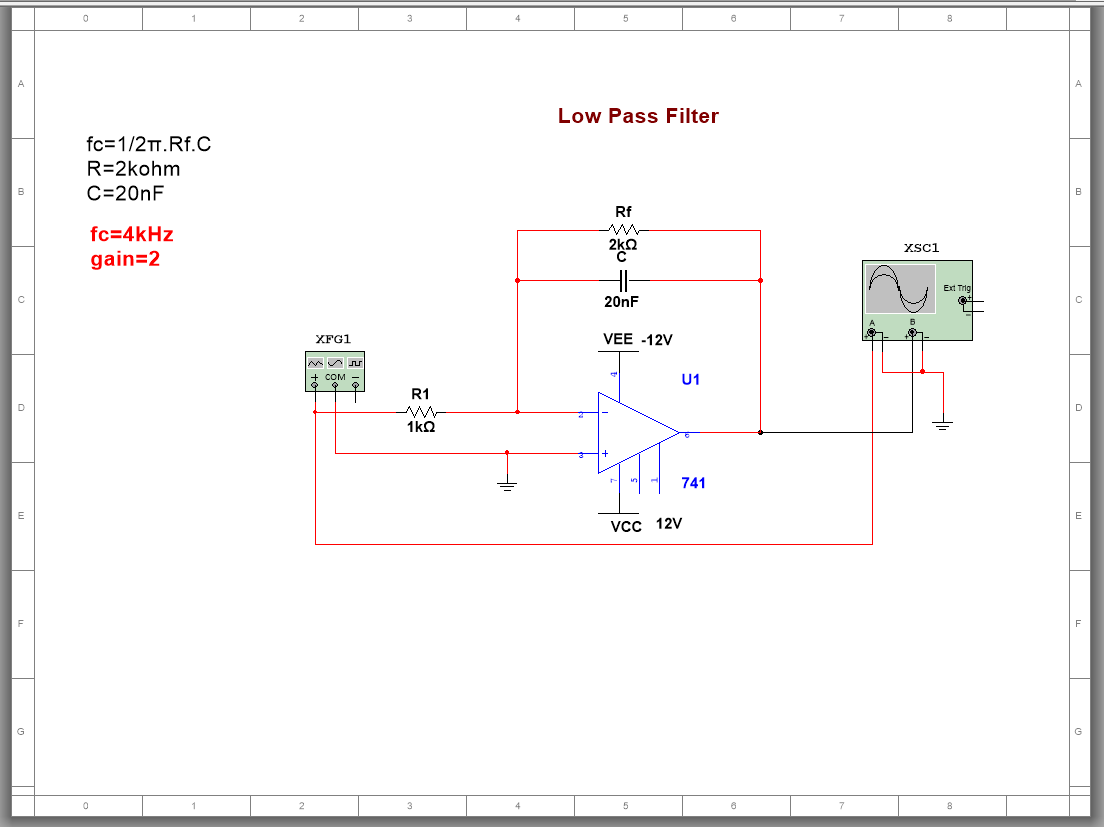 0 1 2 3 4 5 6 7 8
Low Pass Filter
fc=1/2π.Rf.C
R=2kohm
C=20nF
fc=4kHz
gain=2
A A
B B
C C
D D
E E
F F
G G
Rf
2kΩ
C
20nF
XSC1
Ext Trig
+
A B
+ - + -
XFG1
+ COM -
VEE -12V
4
U1
R1
1kΩ
2 -
6
3 +
7 5 1
741
VCC 12V
0 1 2 3 4 5 6 7 8